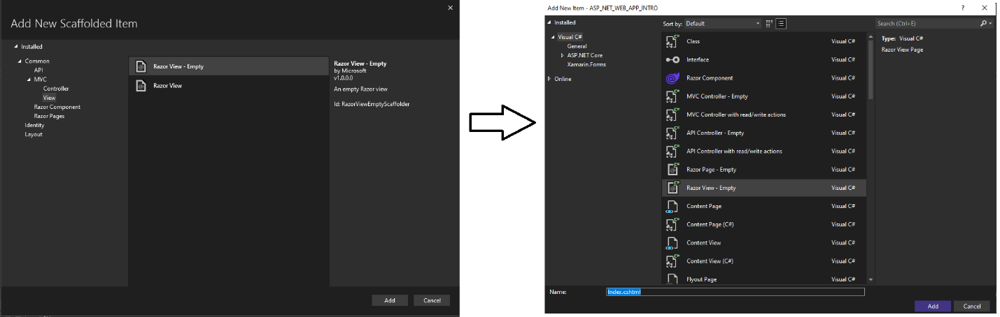 Add New Scaffolded Item
Installed
Common
API
MVC
Controller
View
Razor Component
Razor Pages
Identity
Layout
Razor View - Empty
Razor View
Razor View - Empty
by Microsoft
v1.0.0.0
An empty Razor view
Id: RazorViewEmptyScaffolder
Add Cancel
Add New Item - ASP_NET_WEB_APP_INTRO
Installed
Visual C#
General
ASP.NET Core
Xamarin.Forms
Online
Sort by: Default
Class Visual C#
Interface Visual C#
Razor Component Visual C#
MVC Controller - Empty Visual C#
MVC Controller with read/write actions Visual C#
API Controller - Empty Visual C#
API Controller with read/write actions Visual C#
Razor Page - Empty Visual C#
Razor View - Empty Visual C#
Content Page Visual C#
Content Page (C#) Visual C#
Content View Visual C#
Content View (C#) Visual C#
Flyout Page Visual C#
Search (Ctrl+E)
Type: Visual C#
Razor View Page
Name: Index.cshtml
Add Cancel